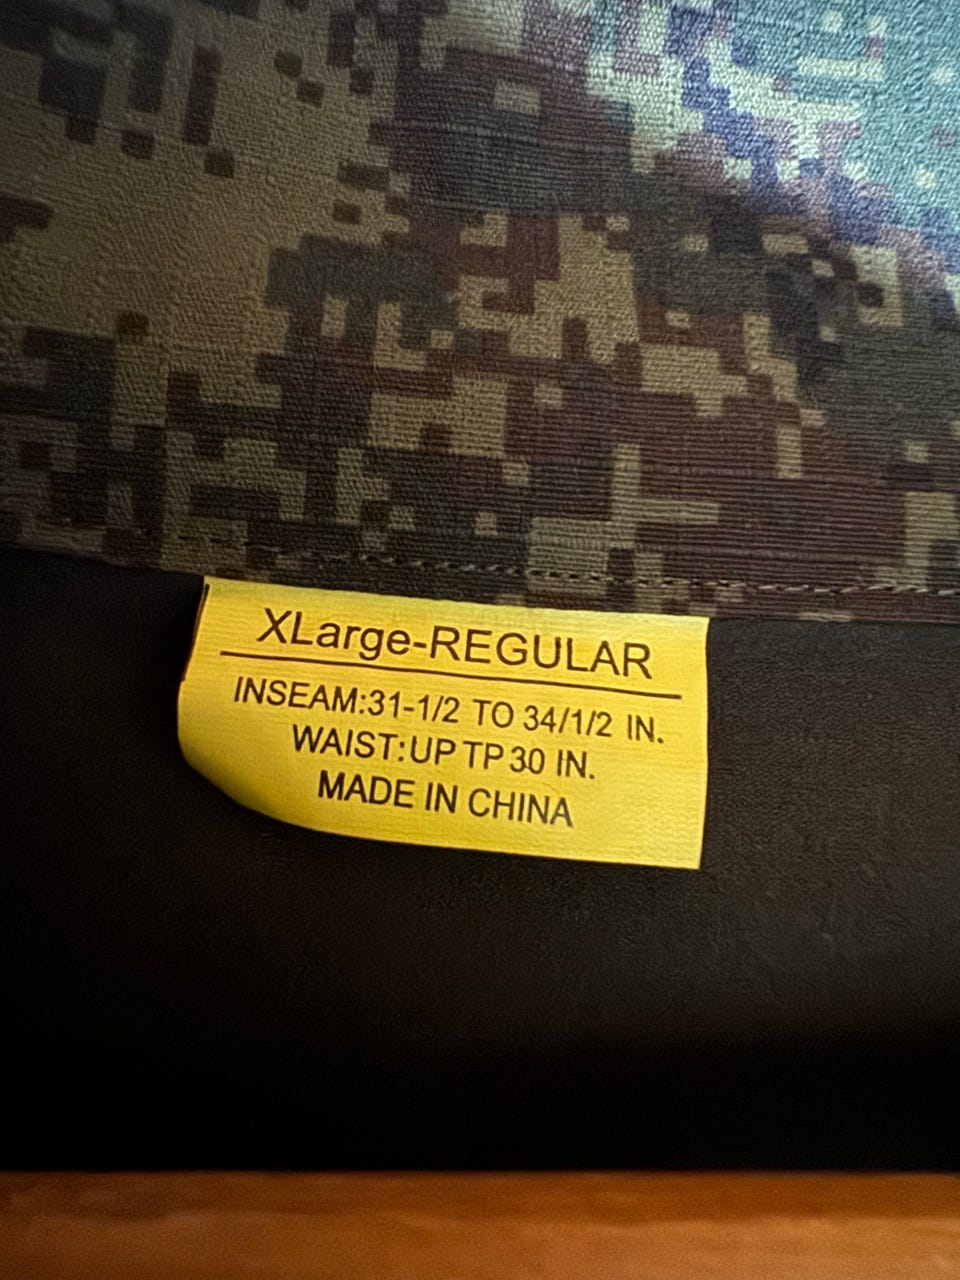 XLarge-REGULAR
INSEAM:31-1/2 TO 34/1/2 IN.
WAIST:UP TP 30 IN.
MADE IN CHINA